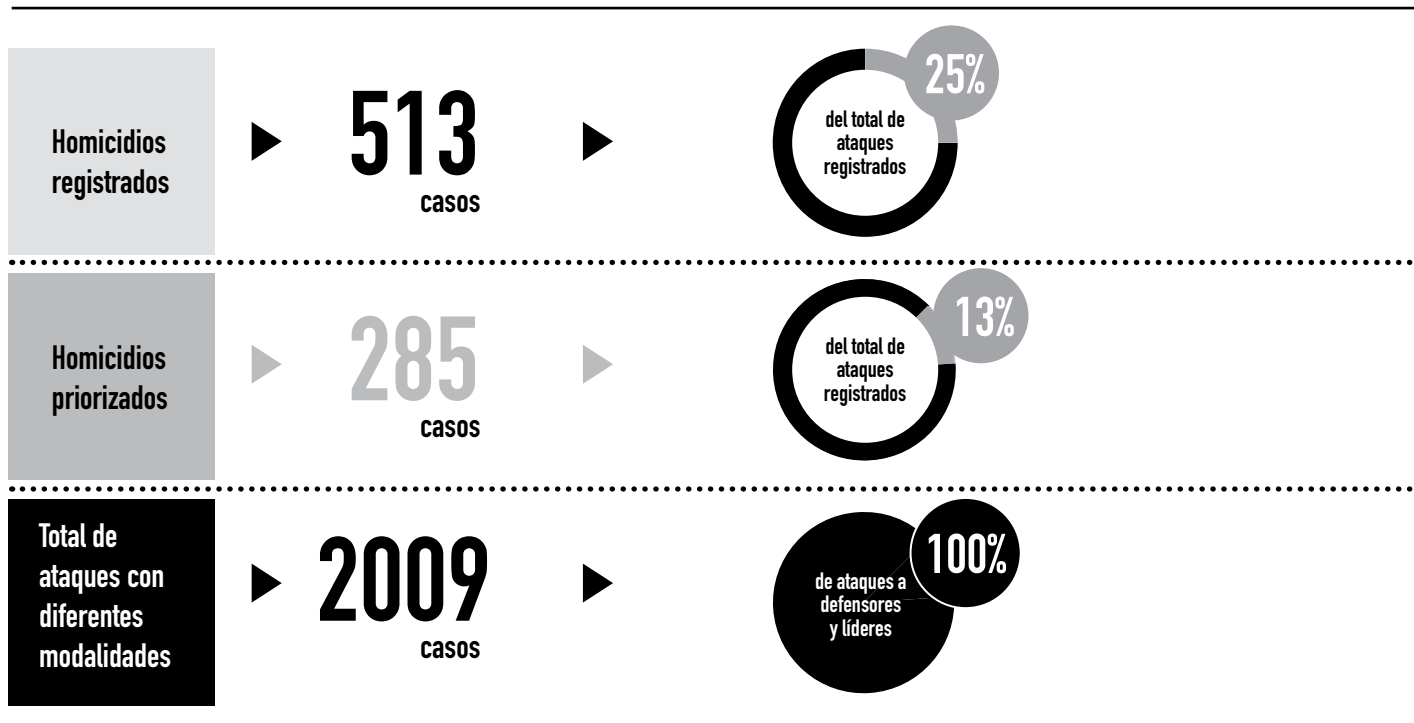 Homicidios
registrados
513
casos
25%
del total de
ataques
registrados
Homicidios
priorizados
285
casos
13%
del total de
ataques
registrados
Total de
ataques con
diferentes
modalidades
2009
casos
100%
de ataques a
defensores
y líderes